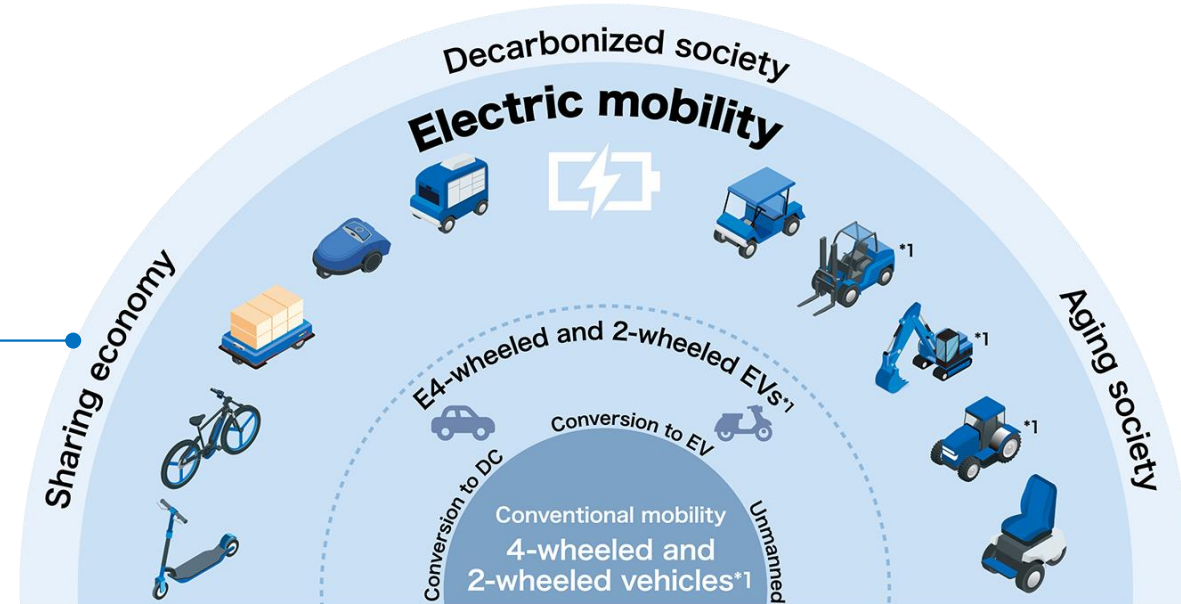 Decarbonized society
Electric mobility
Sharing economy
Aging society
*1
*1
*1
E4-wheeled and 2-wheeled EVs*1
Conversion to EV
Conversion to DC
Unmanned
Conventional mobility
4-wheeled and
2-wheeled vehicles*1